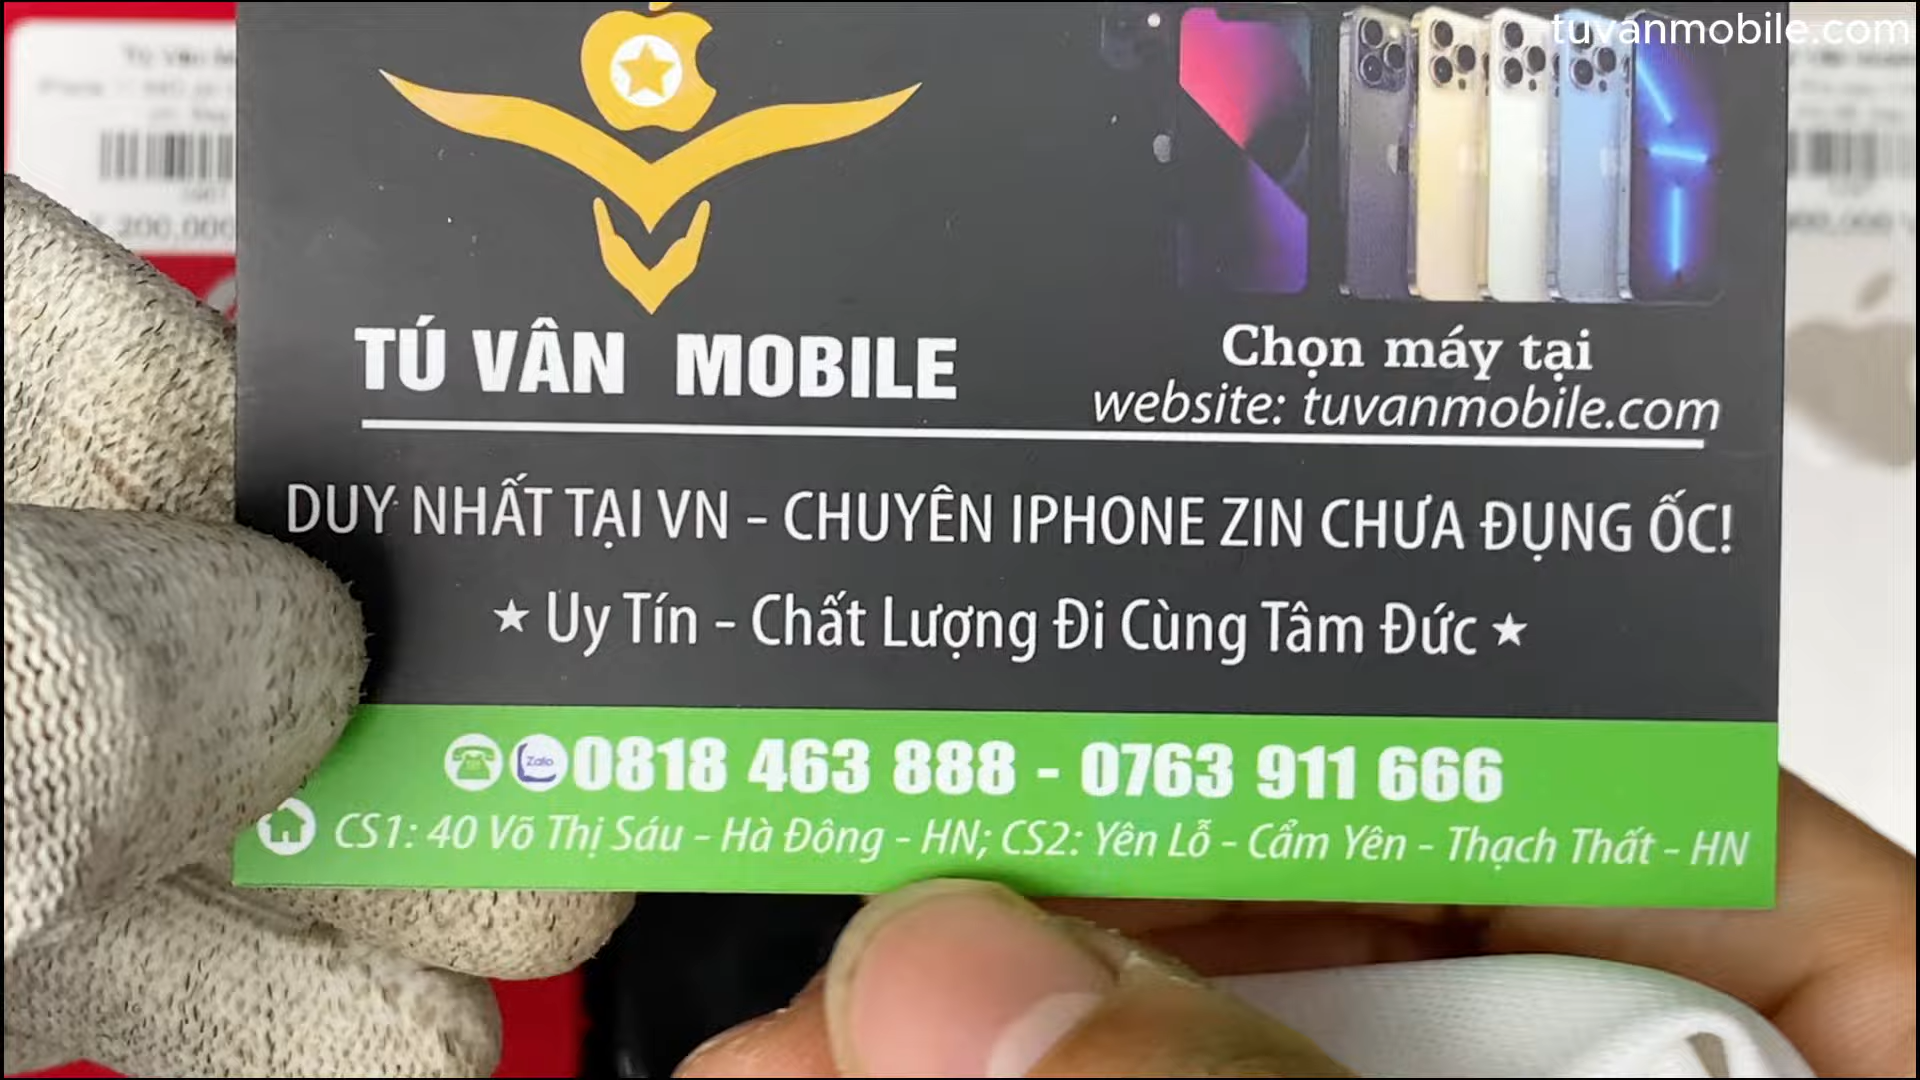 tuvanmobile.com
TÚ VÂN MOBILE
Chọn máy tại
website: tuvanmobile.com
DUY NHẤT TẠI VN - CHUYÊN IPHONE ZIN CHƯA ĐỤNG ỐC!
★ Uy Tín - Chất Lượng Đi Cùng Tâm Đức ★
Zalo 0818 463 888 - 0763 911 666
CS1: 40 Võ Thị Sáu - Hà Đông - HN; CS2: Yên Lỗ - Cẩm Yên - Thạch Thất - HN